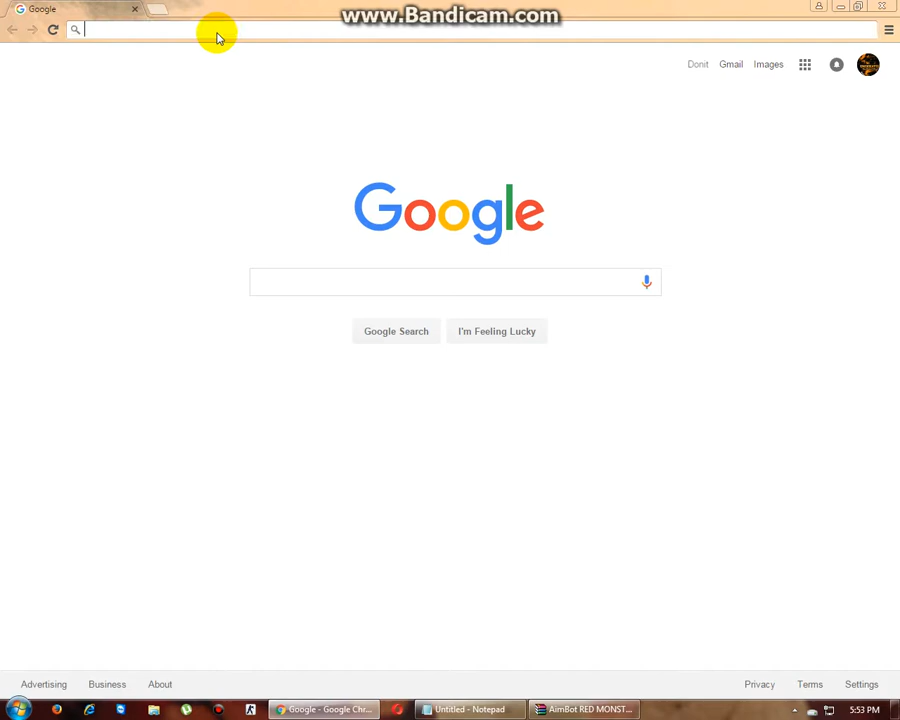 Google
www.Bandicam.com
Donit Gmail Images
Google
Google Search I'm Feeling Lucky
Advertising Business About Privacy Terms Settings
Google - Google Chr... Untitled - Notepad AimBot RED MONST... 5:53 PM